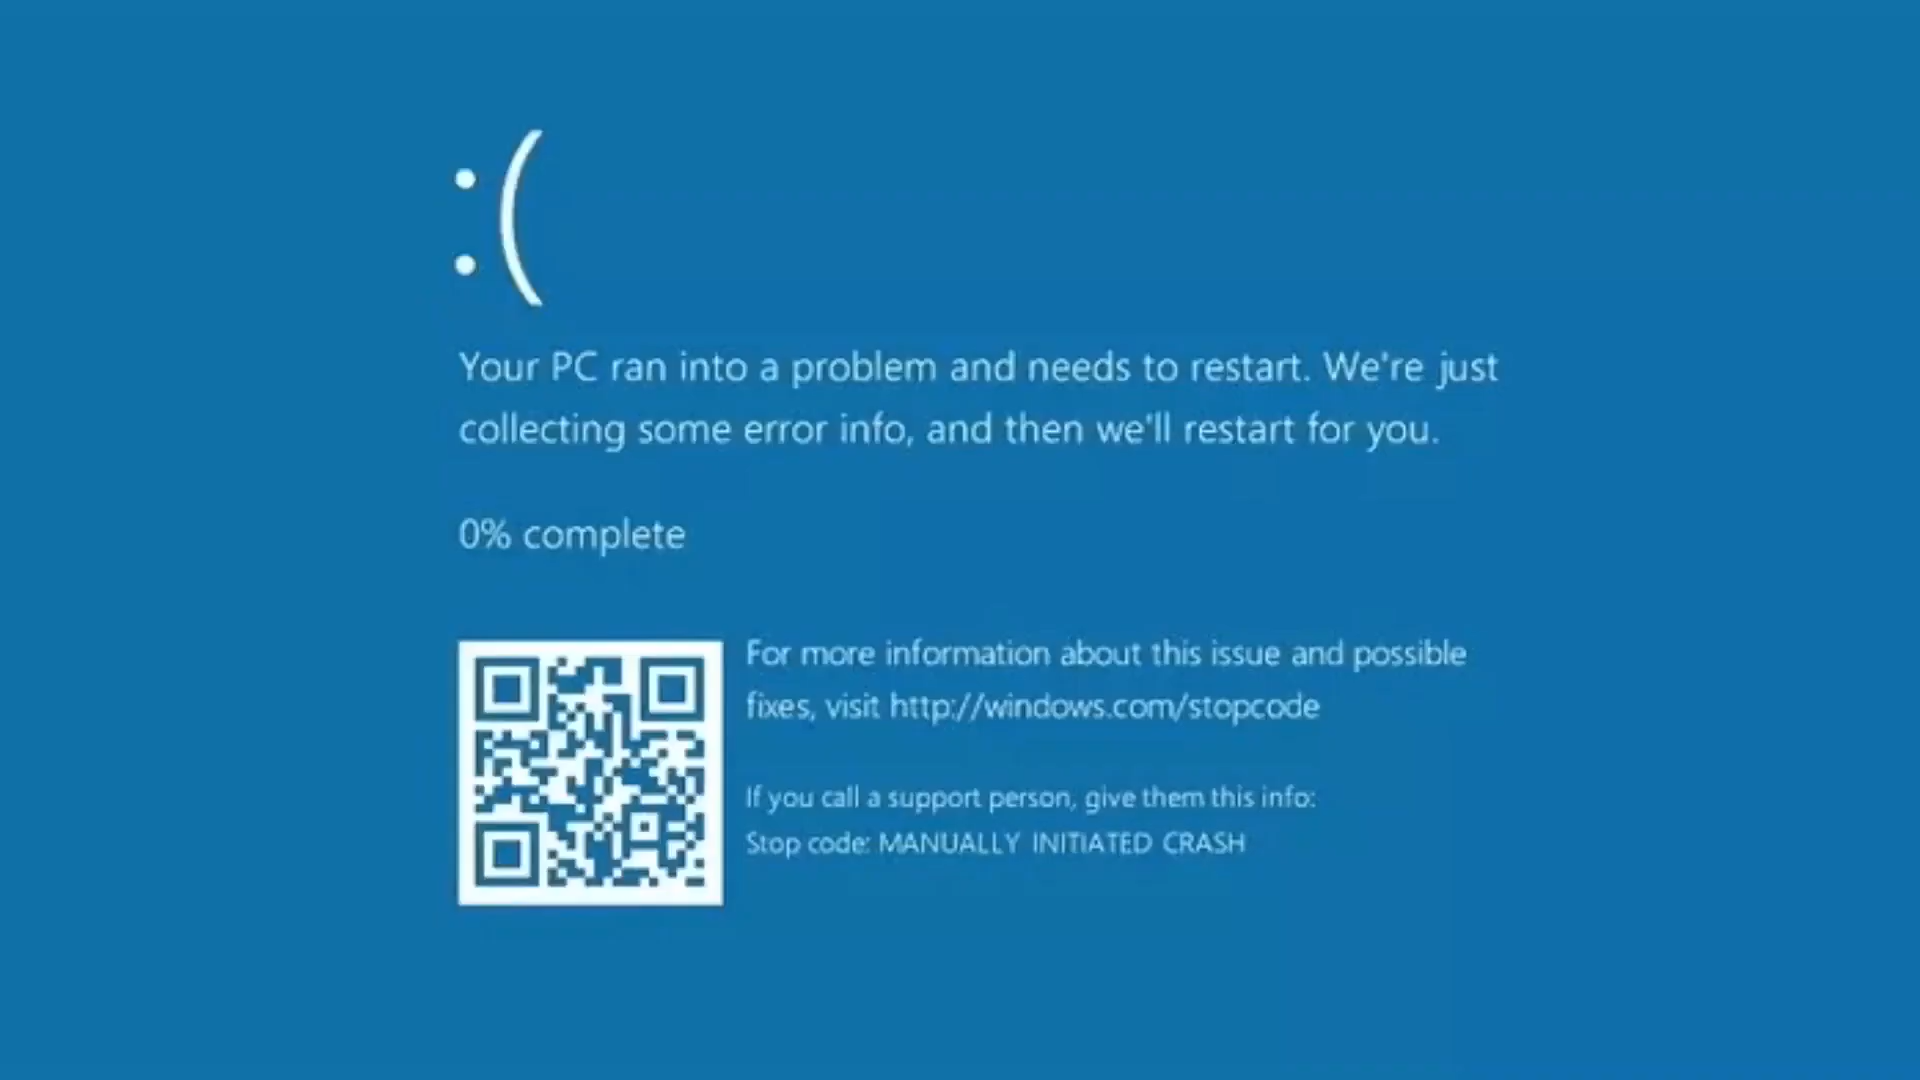 :(
Your PC ran into a problem and needs to restart. We're just
collecting some error info, and then we'll restart for you.
0% complete
For more information about this issue and possible
fixes, visit http://windows.com/stopcode
If you call a support person, give them this info:
Stop code: MANUALLY INITIATED CRASH